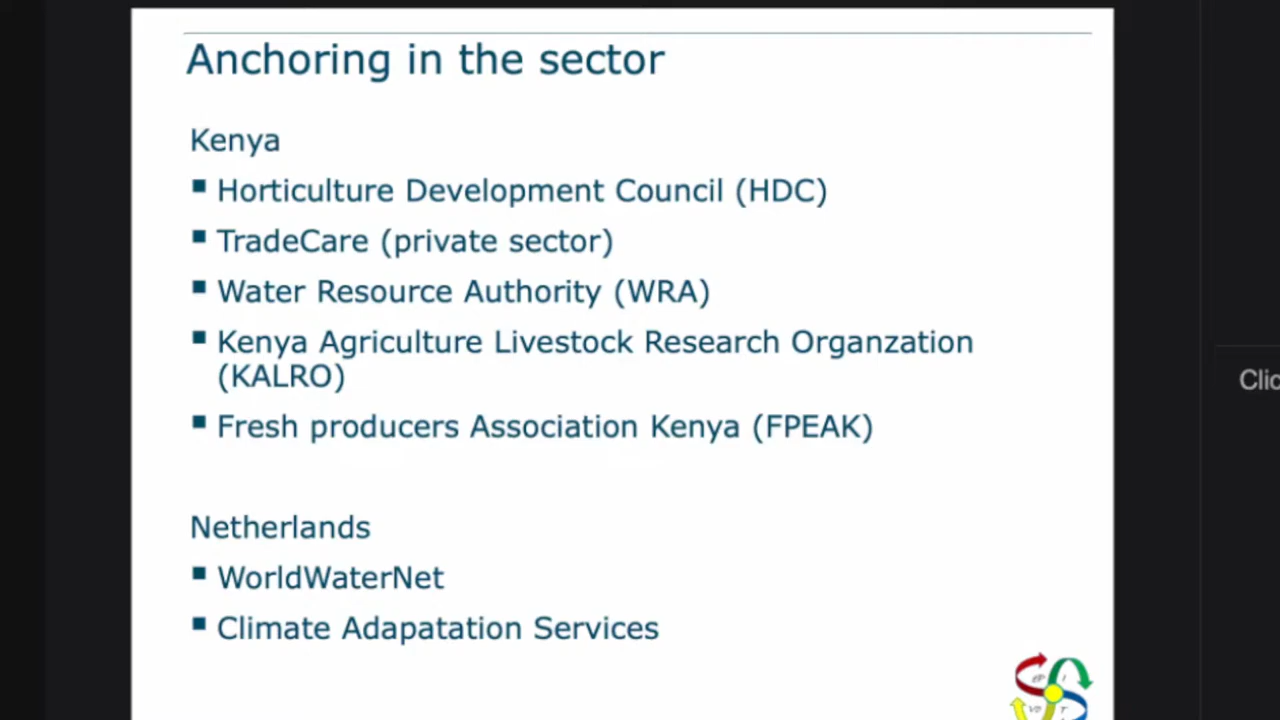 Anchoring in the sector
Kenya
▪ Horticulture Development Council (HDC)
▪ TradeCare (private sector)
▪ Water Resource Authority (WRA)
▪ Kenya Agriculture Livestock Research Organzation
(KALRO)
▪ Fresh producers Association Kenya (FPEAK)
Netherlands
▪ WorldWaterNet
▪ Climate Adapatation Services
Clic